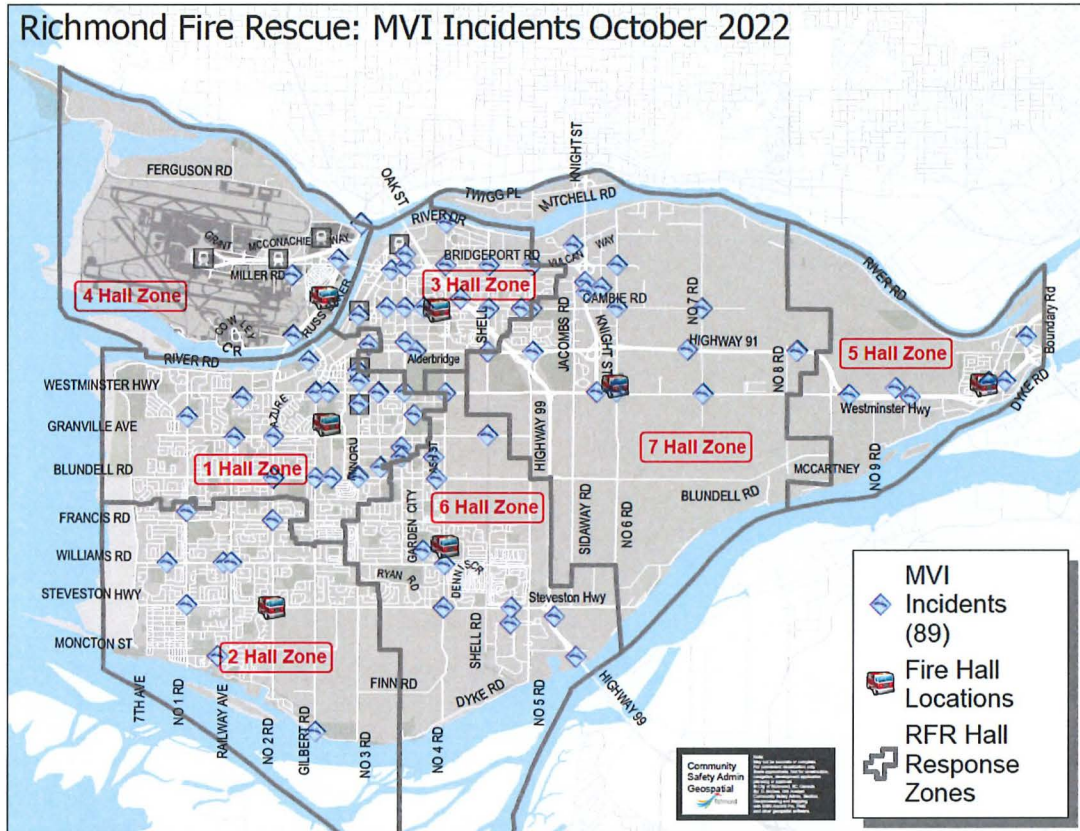 Richmond Fire Rescue: MVI Incidents October 2022
FERGUSON RD
GRANT
MCCONACHIE WAY
MILLER RD
4 Hall Zone
RUSS BAKER
RIVER RD
OAK ST
TWIGG PL
KNIGHT ST
MITCHELL RD
RIVER DR
BRIDGEPORT RD
VULCAN WAY
3 Hall Zone
CAMBIE RD
NO 7 RD
RIVER RD
SHELL
JACOBS RD
KNIGHT ST
HIGHWAY 91
NO 8 RD
5 Hall Zone
Boundary Rd
DYKE RD
Alderbridge
WESTMINSTER HWY
Westminster Hwy
AZURE
GRANVILLE AVE
HIGHWAY 99
7 Hall Zone
1 Hall Zone
BLUNDELL RD
MCCARTNEY
NO 9 RD
BLUNDELL RD
6 Hall Zone
FRANCIS RD
GARDEN CITY
SIDAWAY RD
NO 6 RD
WILLIAMS RD
RYAN RD
STEVESTON HWY
Steveston Hwy
MONCTON ST
SHELL RD
2 Hall Zone
FINN RD
DYKE RD
7TH AVE
NO 1 RD
RAILWAY AVE
NO 2 RD
GILBERT RD
NO 3 RD
NO 4 RD
NO 5 RD
HIGHWAY 99
MVI
Incidents
(89)
Fire Hall
Locations
RFR Hall
Response
Zones
Community
Safety Admin
Geospatial